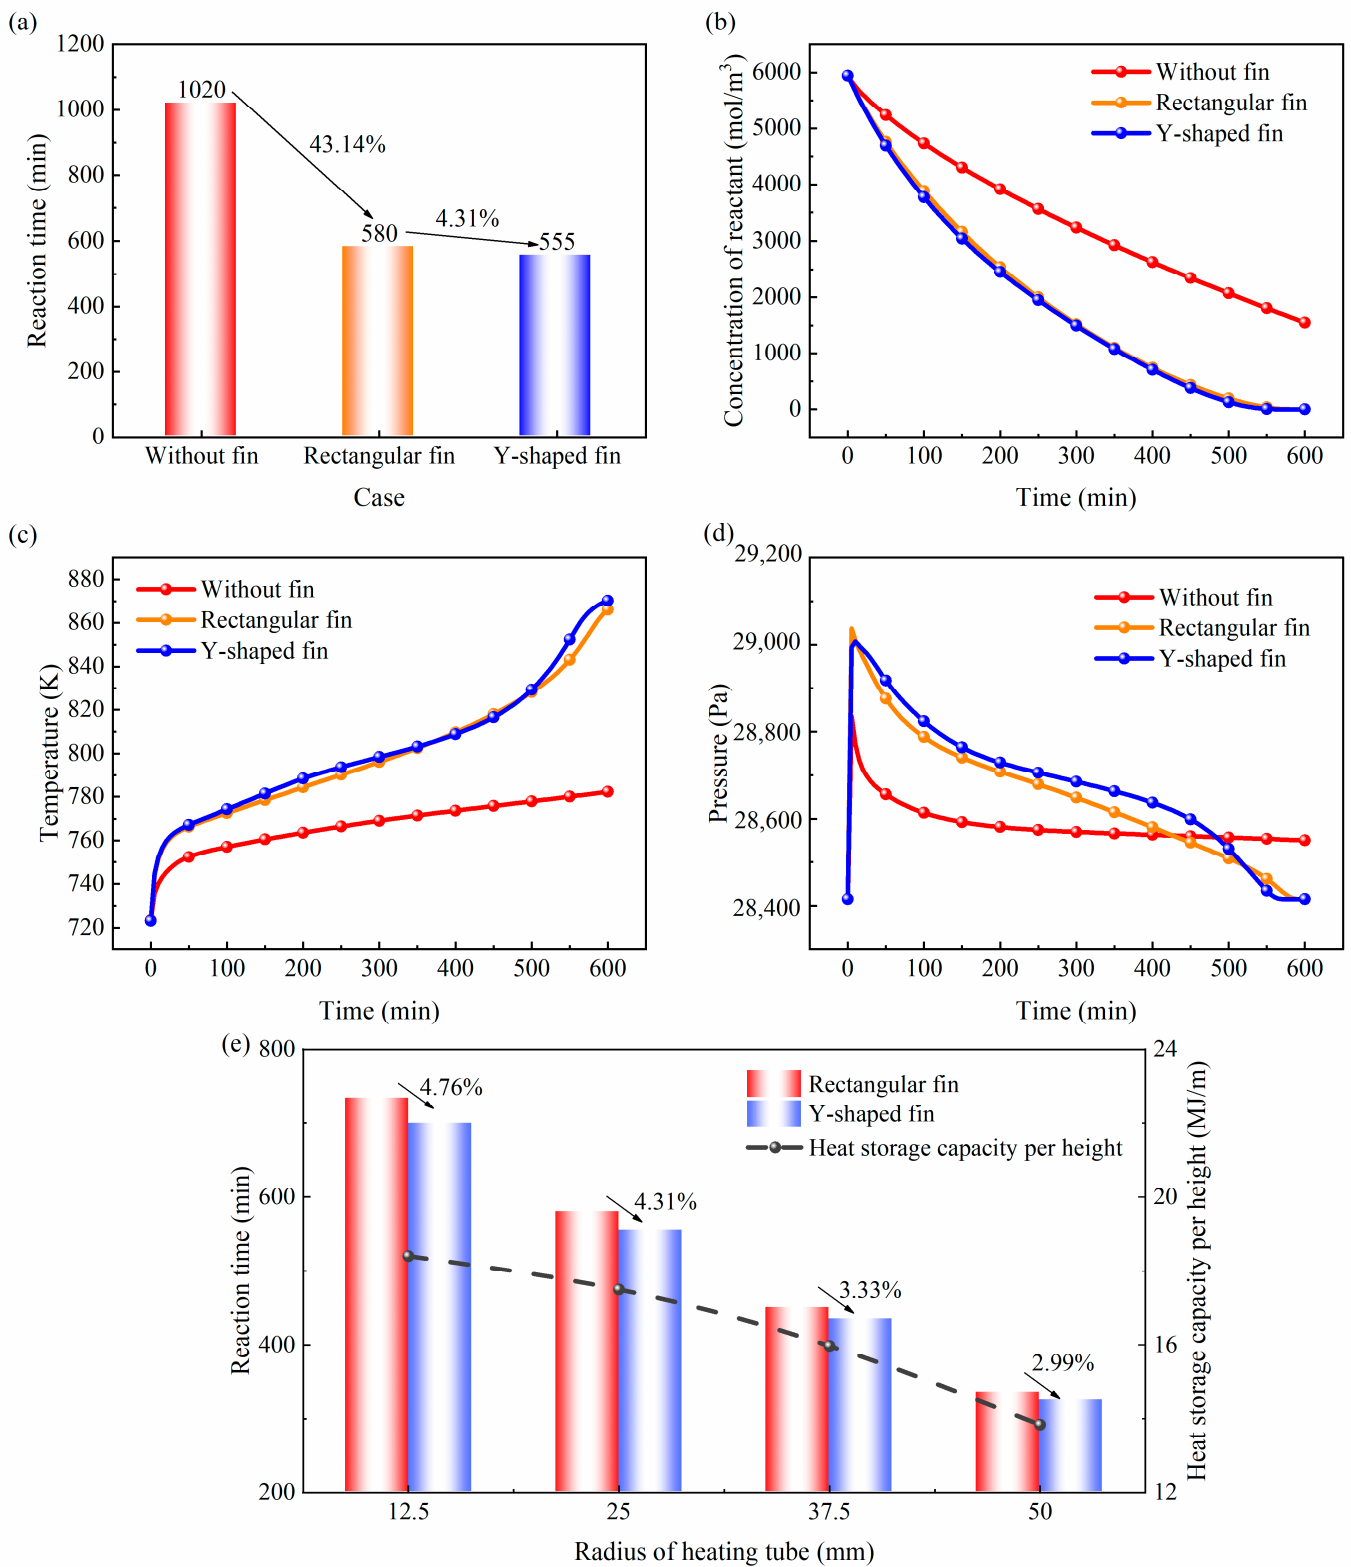 (a)
1200
1000
800
600
400
200
0
Reaction time (min)
1020
43.14%
580
4.31%
555
Without fin
Rectangular fin
Y-shaped fin
Case
(b)
6000
5000
4000
3000
2000
1000
0
Concentration of reactant (mol/m³)
Without fin
Rectangular fin
Y-shaped fin
0 100 200 300 400 500 600
Time (min)
(c)
880
860
840
820
800
780
760
740
720
Temperature (K)
Without fin
Rectangular fin
Y-shaped fin
0 100 200 300 400 500 600
Time (min)
(d)
29,200
29,000
28,800
28,600
28,400
Pressure (Pa)
Without fin
Rectangular fin
Y-shaped fin
0 100 200 300 400 500 600
Time (min)
(e)
800
600
400
200
Reaction time (min)
4.76%
4.31%
3.33%
2.99%
Rectangular fin
Y-shaped fin
Heat storage capacity per height
24
20
16
12
Heat storage capacity per height (MJ/m)
12.5 25 37.5 50
Radius of heating tube (mm)